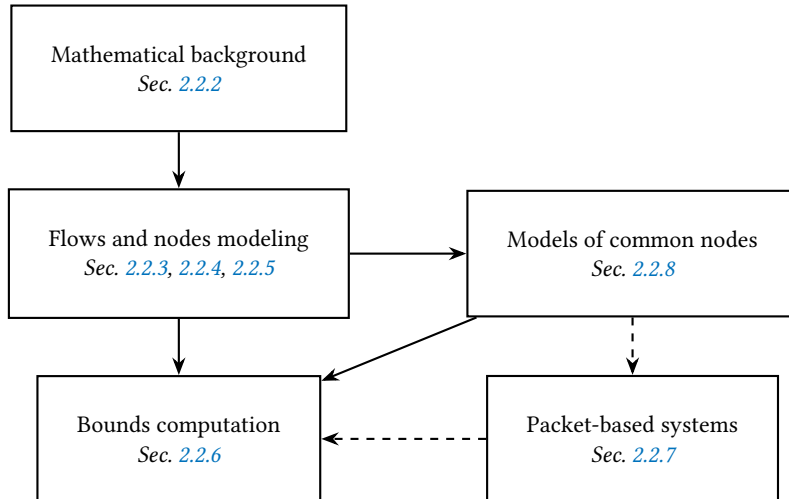 Mathematical background
Sec. 2.2.2
Flows and nodes modeling
Sec. 2.2.3, 2.2.4, 2.2.5
Models of common nodes
Sec. 2.2.8
Bounds computation
Sec. 2.2.6
Packet-based systems
Sec. 2.2.7